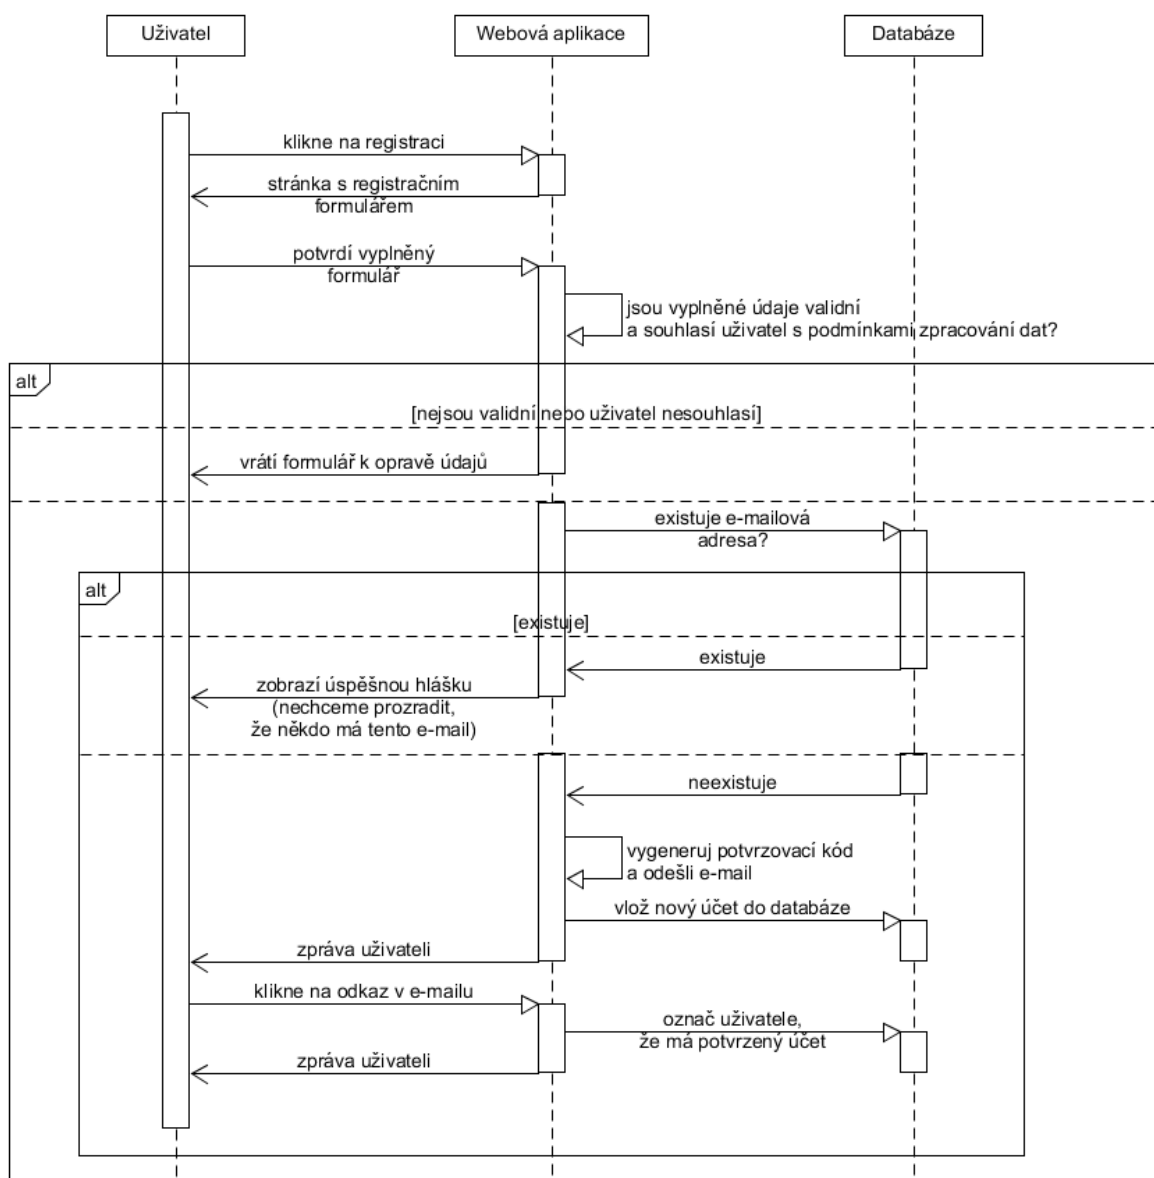 Uživatel
Webová aplikace
Databáze
klikne na registraci
stránka s registračním
formulářem
potvrdí vyplněný
formulář
jsou vyplněné údaje validní
a souhlasí uživatel s podmínkami zpracování dat?
alt
[nejsou validní nebo uživatel nesouhlasí]
vrátí formulář k opravě údajů
existuje e-mailová
adresa?
alt
[existuje]
existuje
zobrazí úspěšnou hlášku
(nechceme prozradit,
že někdo má tento e-mail)
neexistuje
vygeneruj potvrzovací kód
a odešli e-mail
vlož nový účet do databáze
zpráva uživateli
klikne na odkaz v e-mailu
označ uživatele,
že má potvrzený účet
zpráva uživateli